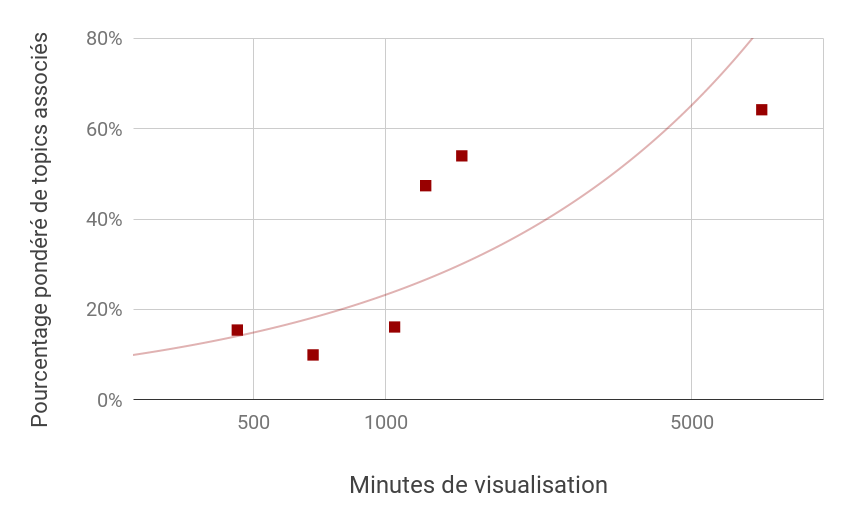 Pourcentage pondéré de topics associés
80%
60%
40%
20%
0%
500 1000 5000
Minutes de visualisation